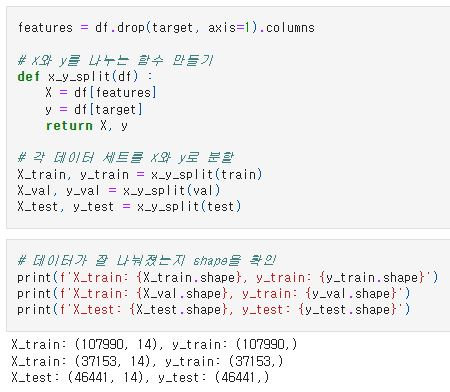 features = df.drop(target, axis=1).columns
# X와 y를 나누는 함수 만들기
def x_y_split(df) :
X = df[features]
y = df[target]
return X, y
# 각 데이터 세트를 X와 y로 분할
X_train, y_train = x_y_split(train)
X_val, y_val = x_y_split(val)
X_test, y_test = x_y_split(test)
# 데이터가 잘 나눠졌는지 shape을 확인
print(f'X_train: {X_train.shape}, y_train: {y_train.shape}')
print(f'X_train: {X_val.shape}, y_train: {y_val.shape}')
print(f'X_test: {X_test.shape}, y_test: {y_test.shape}')
X_train: (107990, 14), y_train: (107990,)
X_train: (37153, 14), y_train: (37153,)
X_test: (46441, 14), y_test: (46441,)